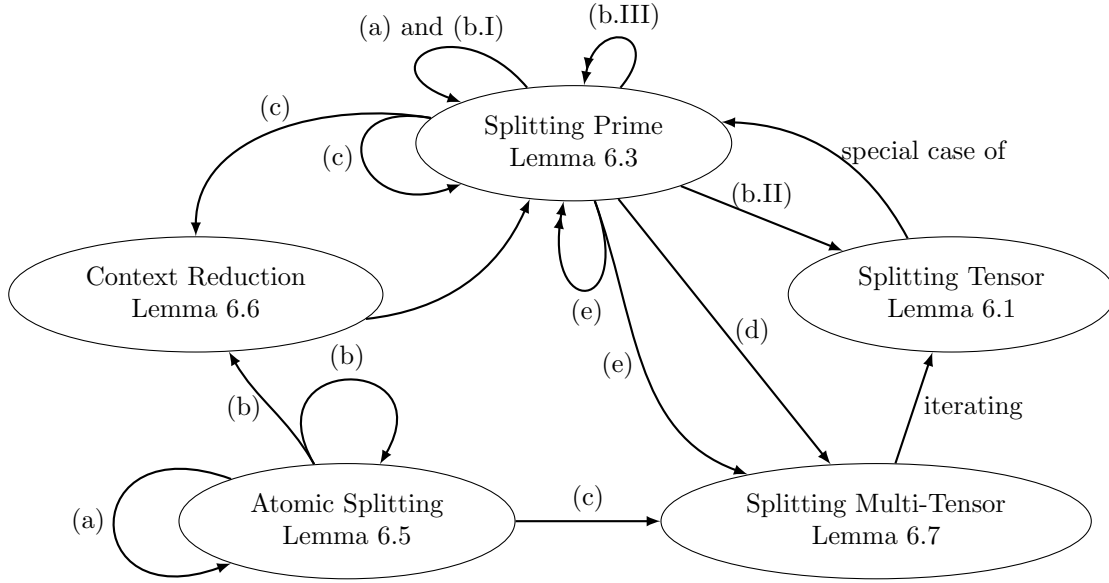 (b.III)
(a) and (b.I)
(c)
Splitting Prime
Lemma 6.3
(c)
special case of
(b.II)
Context Reduction
Lemma 6.6
Splitting Tensor
Lemma 6.1
(e)
(d)
(b)
(e)
(b)
iterating
Atomic Splitting
Lemma 6.5
(c)
Splitting Multi-Tensor
Lemma 6.7
(a)